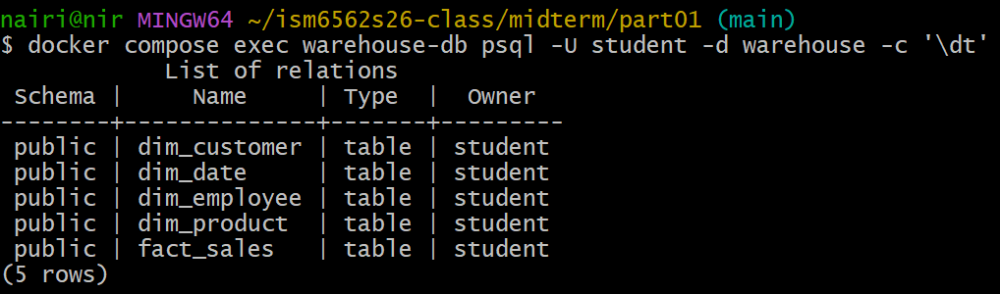 nairi@nir MINGW64 ~/ism6562s26-class/midterm/part01 (main)
$ docker compose exec warehouse-db psql -U student -d warehouse -c '\dt'
            List of relations
 Schema |     Name     | Type  |  Owner
--------+--------------+-------+---------
 public | dim_customer | table | student
 public | dim_date     | table | student
 public | dim_employee | table | student
 public | dim_product  | table | student
 public | fact_sales   | table | student
(5 rows)